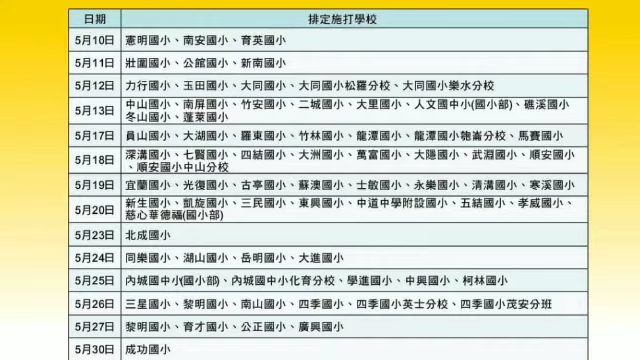 日期 排定施打學校
5月10日 憲明國小、南安國小、育英國小
5月11日 壯圍國小、公館國小、新南國小
5月12日 力行國小、玉田國小、大同國小、大同國小松羅分校、大同國小樂水分校
5月13日 中山國小、南屏國小、竹安國小、二城國小、大里國小、人文國中小(國小部)、礁溪國小
冬山國小、蓬萊國小
5月17日 員山國小、大湖國小、羅東國小、竹林國小、龍潭國小、龍潭國小匏崙分校、馬賽國小
5月18日 深溝國小、七賢國小、四結國小、大洲國小、萬富國小、大隱國小、武淵國小、順安國小
、順安國小中山分校
5月19日 宜蘭國小、光復國小、古亭國小、蘇澳國小、士敏國小、永樂國小、清溝國小、寒溪國小
5月20日 新生國小、凱旋國小、三民國小、東興國小、中道中學附設國小、五結國小、孝威國小、
慈心華德福(國小部)
5月23日 北成國小
5月24日 同樂國小、湖山國小、岳明國小、大進國小
5月25日 內城國中小(國小部)、內城國中小化育分校、學進國小、中興國小、柯林國小
5月26日 三星國小、黎明國小、南山國小、四季國小、四季國小英士分校、四季國小茂安分班
5月27日 黎明國小、育才國小、公正國小、廣興國小
5月30日 成功國小